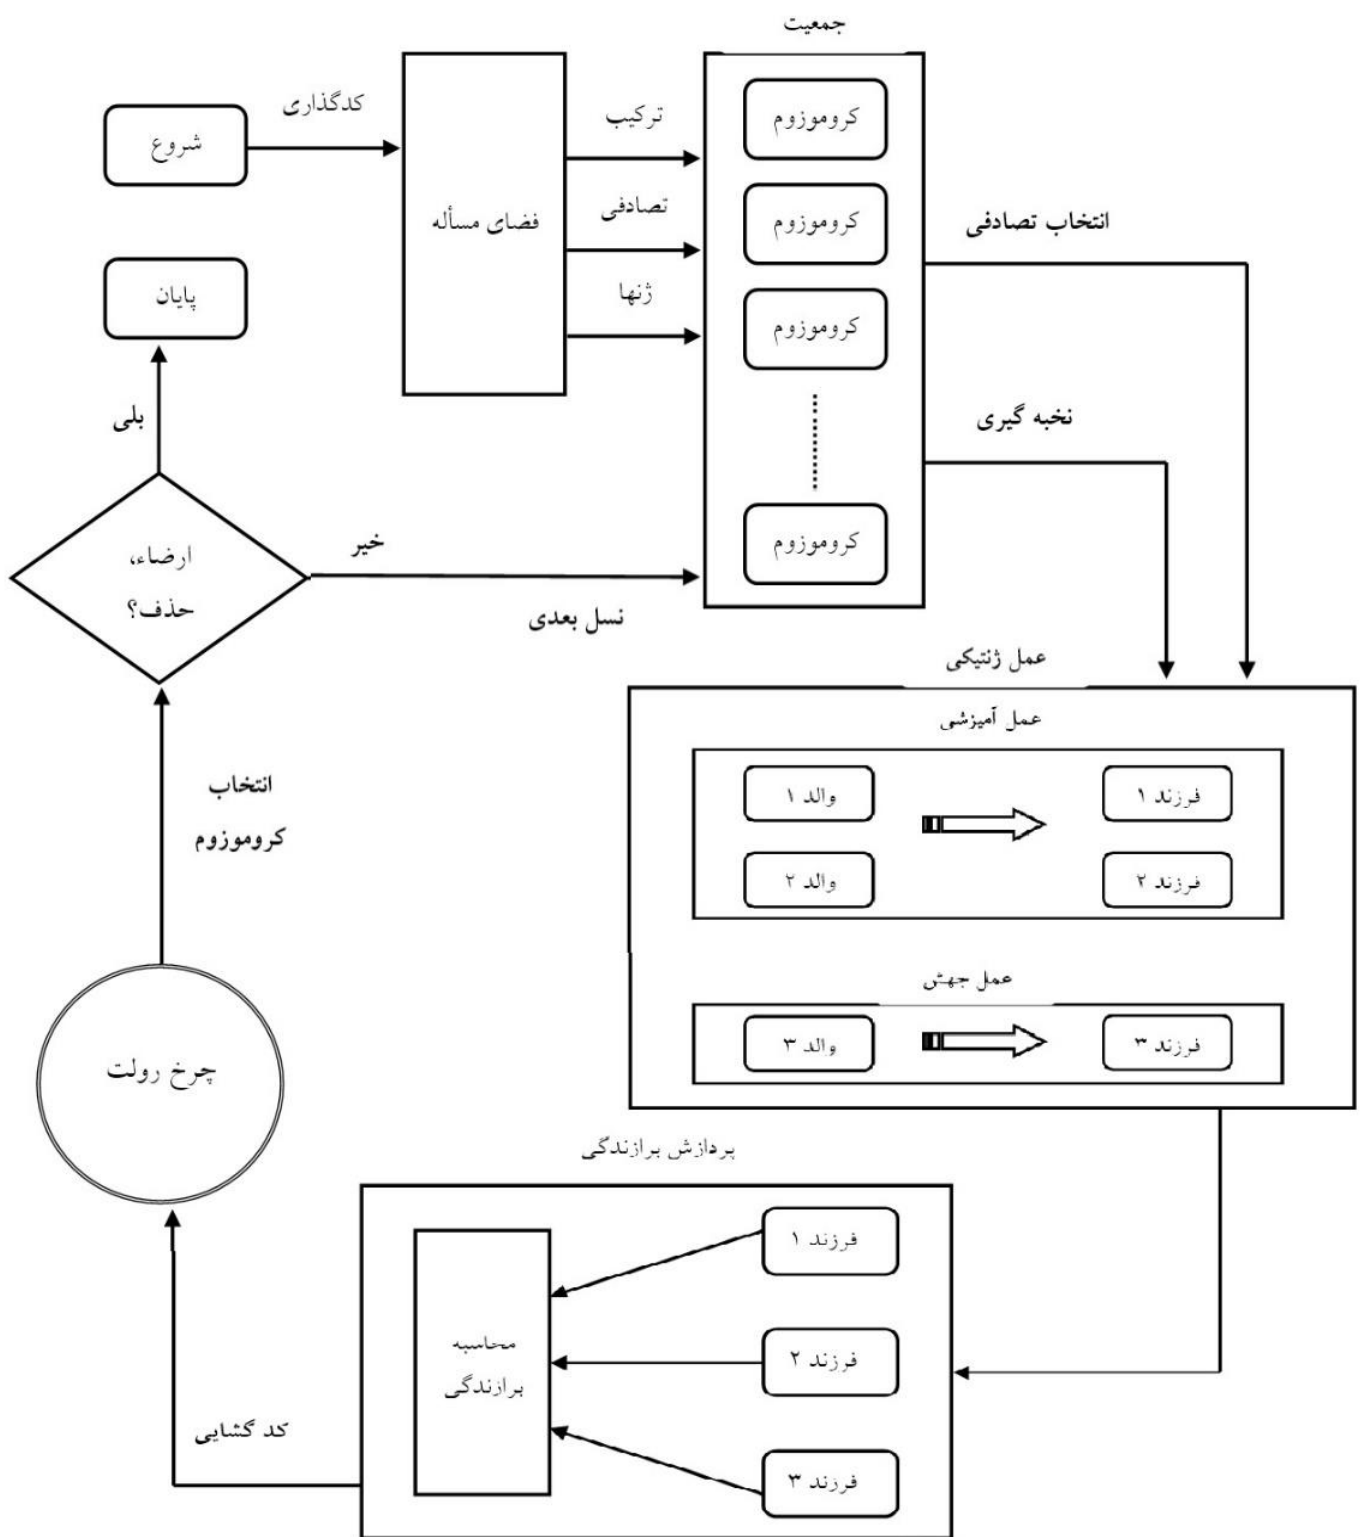 جمعیت
شروع
کدگذاری
فضای مسأله
ترکیب
تصادفی
ژنها
کروموزوم
کروموزوم
کروموزوم
کروموزوم
انتخاب تصادفی
نخبه گیری
پایان
بلی
ارضاء،
حذف؟
خیر
نسل بعدی
عمل ژنتیکی
عمل آمیزشی
والد ۱
فرزند ۱
والد ۲
فرزند ۲
عمل جهش
والد ۳
فرزند ۳
انتخاب
کروموزوم
چرخ رولت
پردازش برازندگی
فرزند ۱
فرزند ۲
فرزند ۳
محاسبه
برازندگی
کد گشایی